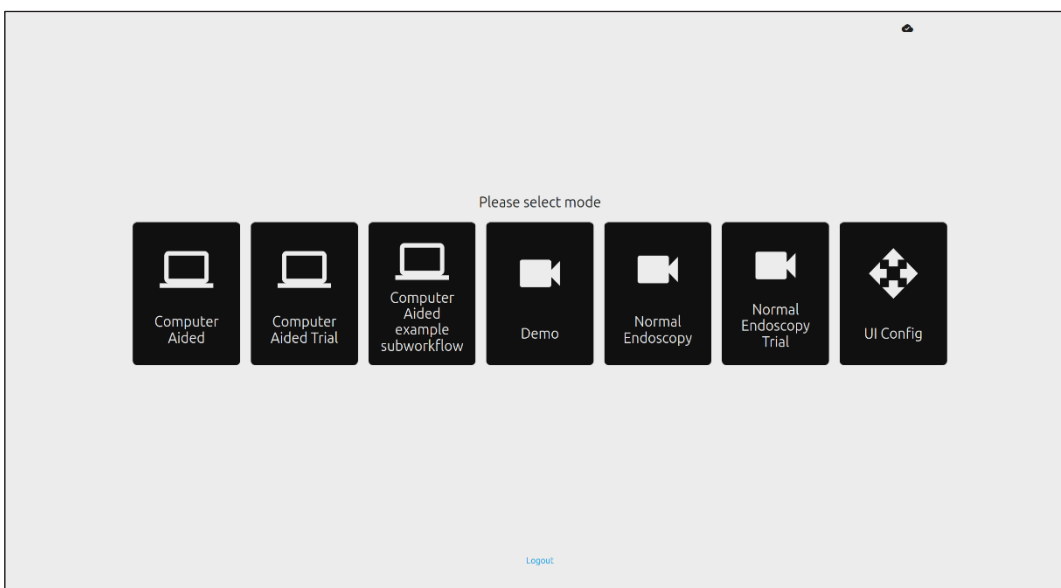 Please select mode
Computer
Aided
Computer
Aided Trial
Computer
Aided
example
subworkflow
Demo
Normal
Endoscopy
Normal
Endoscopy
Trial
UI Config
Logout